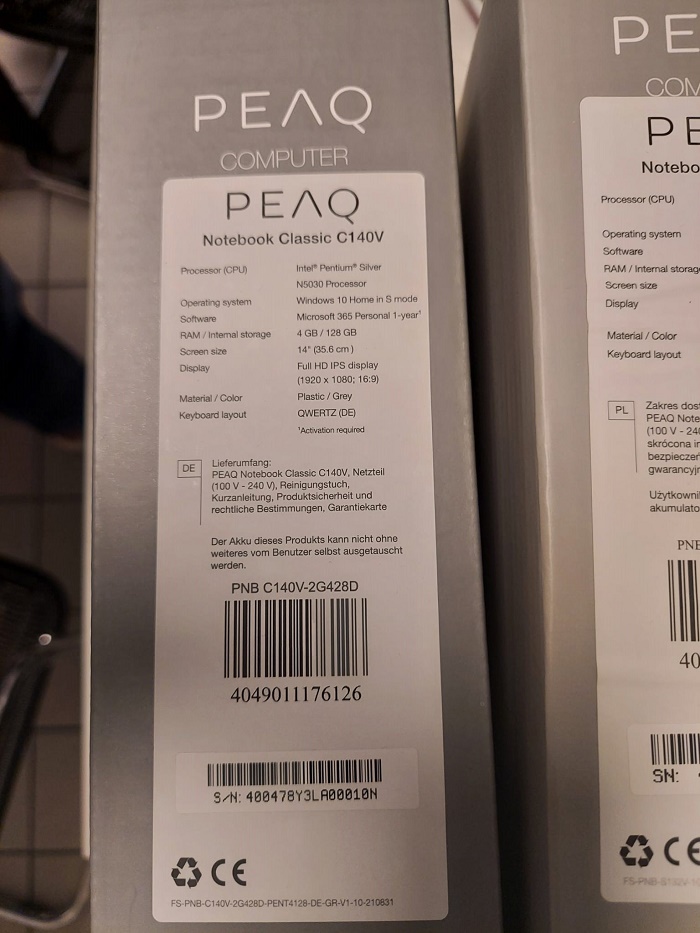 PEAQ
COMPUTER
PEAQ
Notebook Classic C140V
Processor (CPU) Intel® Pentium® Silver
N5030 Processor
Operating system Windows 10 Home in S mode
Software Microsoft 365 Personal 1-year¹
RAM / Internal storage 4 GB / 128 GB
Screen size 14" (35.6 cm )
Display Full HD IPS display
(1920 x 1080; 16:9)
Material / Color Plastic / Grey
Keyboard layout QWERTZ (DE)
¹Activation required
DE Lieferumfang:
PEAQ Notebook Classic C140V, Netzteil
(100 V - 240 V), Reinigungstuch,
Kurzanleitung, Produktsicherheit und
rechtliche Bestimmungen, Garantiekarte
Der Akku dieses Produkts kann nicht ohne
weiteres vom Benutzer selbst ausgetauscht
werden.
PNB C140V-2G428D
4049011176126
S/N: 400478Y3LA00010N
CE
FS-PNB-C140V-2G428D-PENT4128-DE-GR-V1-10-210831
PE
COM
PE
Notebo
Processor (CPU)
Operating system
Software
RAM / Internal storag
Screen size
Display
Material / Color
Keyboard layout
PL Zakres dos
PEAQ Note
(100 V - 24
skrócona in
bezpieczeń
gwarancyjn
Użytkowni
akumulato
PNB
40
SN:
CE